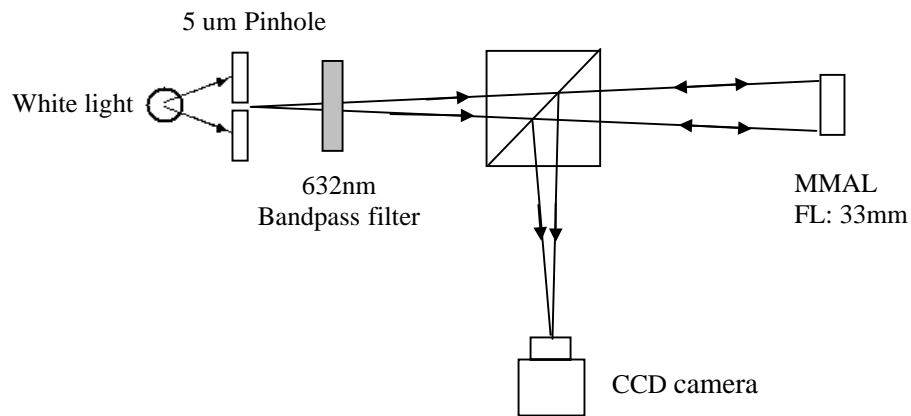 5 um Pinhole
White light
632nm
Bandpass filter
MMAL
FL: 33mm
CCD camera